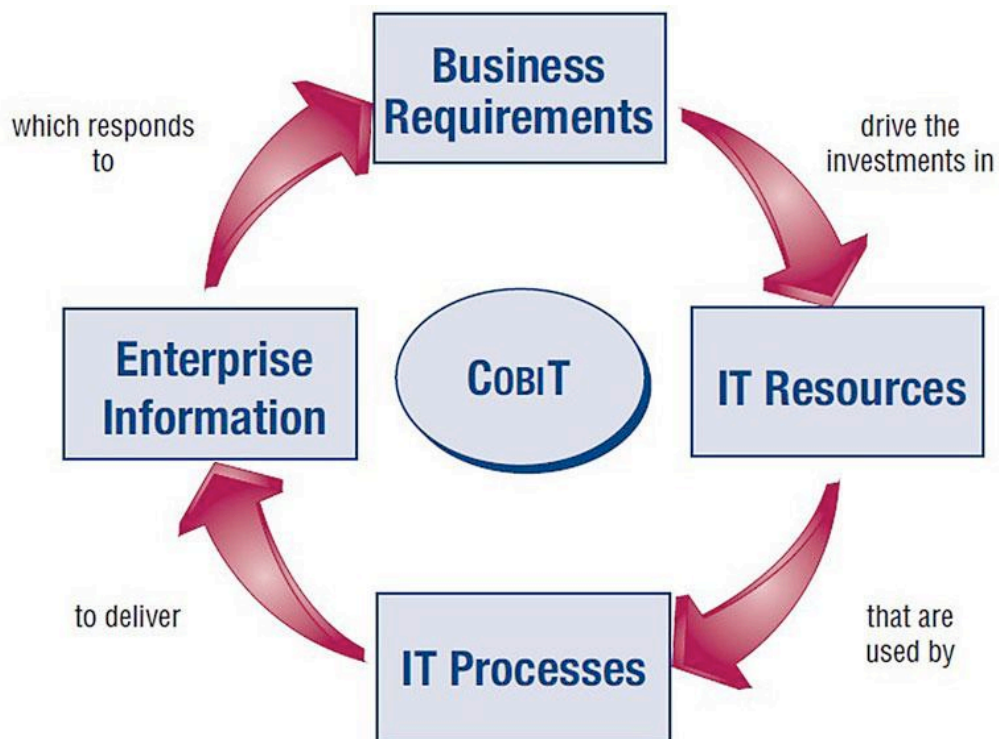 Business
Requirements
which responds
to
drive the
investments in
Enterprise
Information
COBIT
IT Resources
to deliver
that are
used by
IT Processes